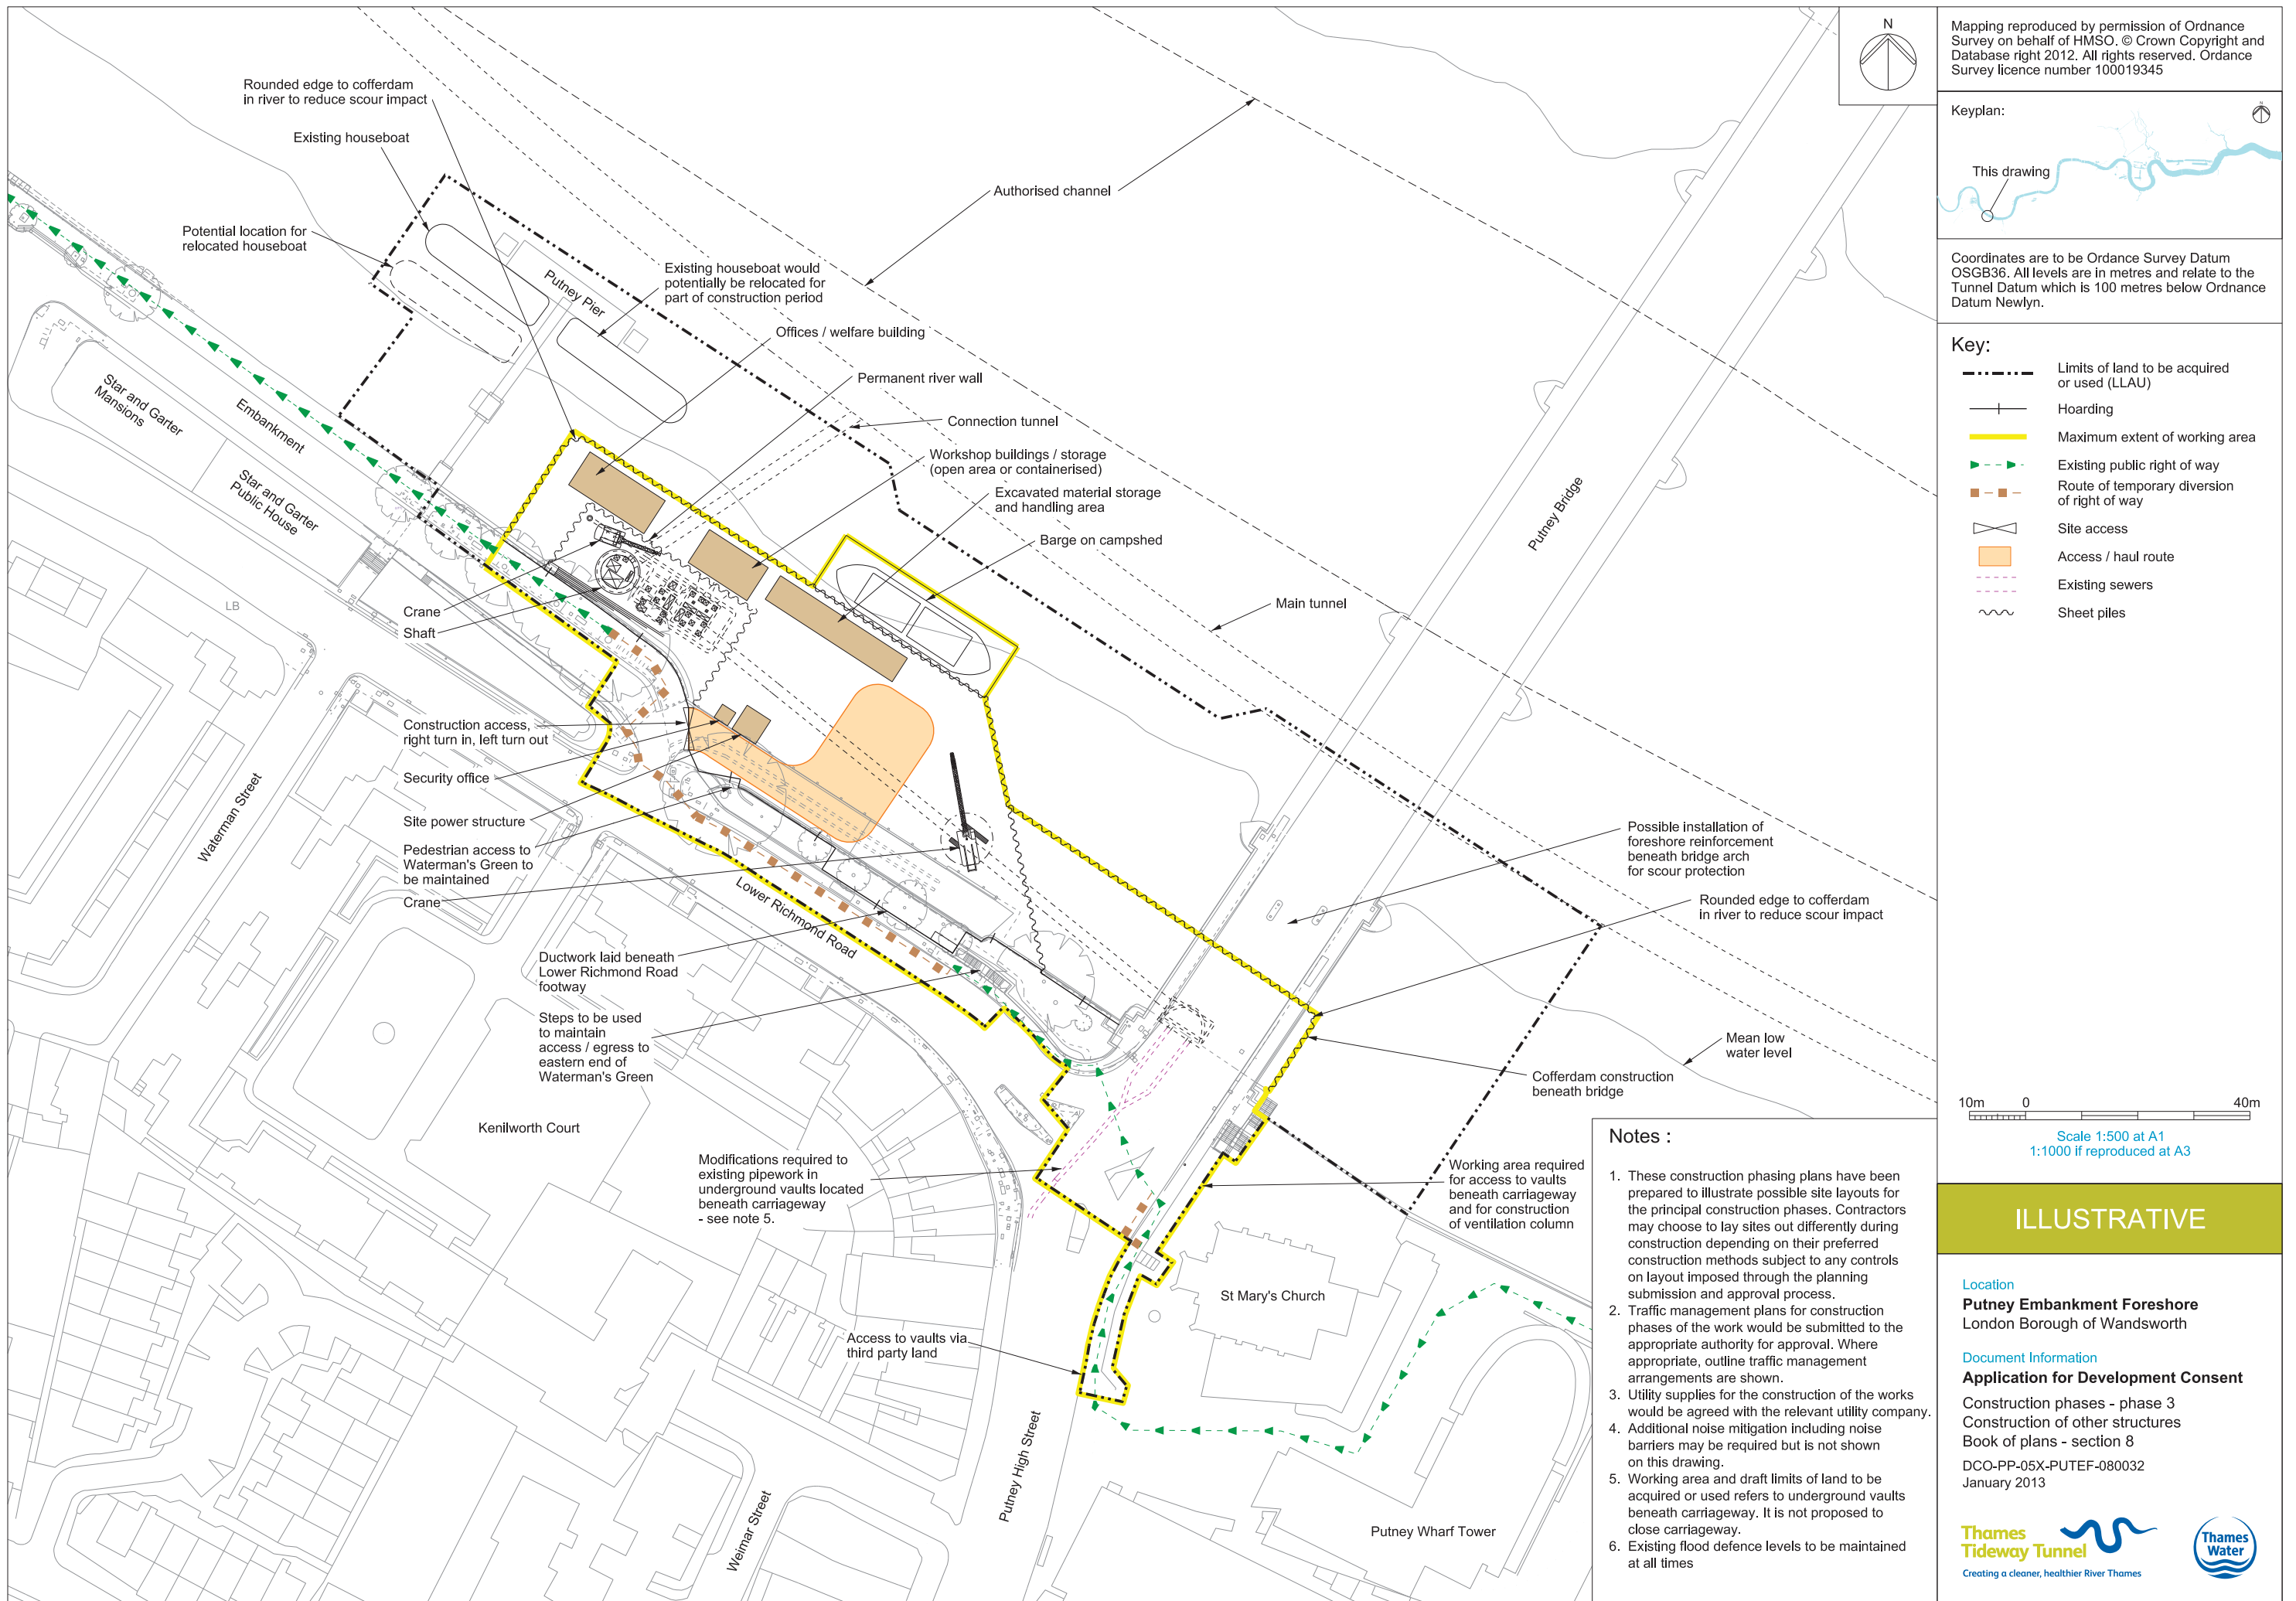 Rounded edge to cofferdam
in river to reduce scour impact
Existing houseboat
Potential location for
relocated houseboat
Putney Pier
Existing houseboat would
potentially be relocated for
part of construction period
Offices / welfare building
Permanent river wall
Connection tunnel
Workshop buildings / storage
(open area or containerised)
Excavated material storage
and handling area
Barge on campshed
Authorised channel
Main tunnel
Putney Bridge
Star and Garter
Mansions
Embankment
Star and Garter
Public House
LB
Crane
Shaft
Construction access,
right turn in, left turn out
Security office
Site power structure
Pedestrian access to
Waterman's Green to
be maintained
Crane
Waterman Street
Lower Richmond Road
Ductwork laid beneath
Lower Richmond Road
footway
Steps to be used
to maintain
access / egress to
eastern end of
Waterman's Green
Kenilworth Court
Modifications required to
existing pipework in
underground vaults located
beneath carriageway
- see note 5.
Access to vaults via
third party land
Putney High Street
Weimar Street
Possible installation of
foreshore reinforcement
beneath bridge arch
for scour protection
Rounded edge to cofferdam
in river to reduce scour impact
Mean low
water level
Cofferdam construction
beneath bridge
Working area required
for access to vaults
beneath carriageway
and for construction
of ventilation column
St Mary's Church
Putney Wharf Tower
Notes :
1. These construction phasing plans have been
prepared to illustrate possible site layouts for
the principal construction phases. Contractors
may choose to lay sites out differently during
construction depending on their preferred
construction methods subject to any controls
on layout imposed through the planning
submission and approval process.
2. Traffic management plans for construction
phases of the work would be submitted to the
appropriate authority for approval. Where
appropriate, outline traffic management
arrangements are shown.
3. Utility supplies for the construction of the works
would be agreed with the relevant utility company.
4. Additional noise mitigation including noise
barriers may be required but is not shown
on this drawing.
5. Working area and draft limits of land to be
acquired or used refers to underground vaults
beneath carriageway. It is not proposed to
close carriageway.
6. Existing flood defence levels to be maintained
at all times
N
Mapping reproduced by permission of Ordnance
Survey on behalf of HMSO. © Crown Copyright and
Database right 2012. All rights reserved. Ordance
Survey licence number 100019345
Keyplan:
N
This drawing
Coordinates are to be Ordance Survey Datum
OSGB36. All levels are in metres and relate to the
Tunnel Datum which is 100 metres below Ordnance
Datum Newlyn.
Key:
Limits of land to be acquired
or used (LLAU)
Hoarding
Maximum extent of working area
Existing public right of way
Route of temporary diversion
of right of way
Site access
Access / haul route
Existing sewers
Sheet piles
10m 0 40m
Scale 1:500 at A1
1:1000 if reproduced at A3
ILLUSTRATIVE
Location
Putney Embankment Foreshore
London Borough of Wandsworth
Document Information
Application for Development Consent
Construction phases - phase 3
Construction of other structures
Book of plans - section 8
DCO-PP-05X-PUTEF-080032
January 2013
Thames
Tideway Tunnel
Creating a cleaner, healthier River Thames
Thames
Water